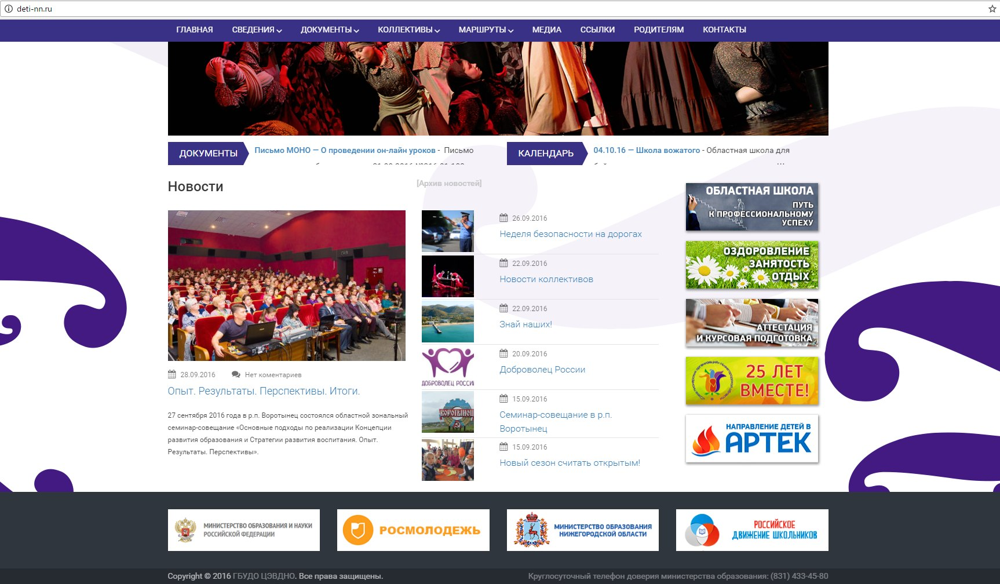 deti-nn.ru
ГЛАВНАЯ СВЕДЕНИЯ ДОКУМЕНТЫ КОЛЛЕКТИВЫ МАРШРУТЫ МЕДИА ССЫЛКИ РОДИТЕЛЯМ КОНТАКТЫ
ДОКУМЕНТЫ
Письмо МОНО — О проведении он-лайн уроков - Письмо
КАЛЕНДАРЬ
04.10.16 — Школа вожатого - Областная школа для
Новости
[Архив новостей]
28.09.2016 Нет коментариев
Опыт. Результаты. Перспективы. Итоги.
27 сентября 2016 года в р.п. Воротынец состоялся областной зональный
семинар-совещание «Основные подходы по реализации Концепции
развития образования и Стратегии развития воспитания. Опыт.
Результаты. Перспективы».
26.09.2016
Неделя безопасности на дорогах
22.09.2016
Новости коллективов
22.09.2016
Знай наших!
ДОБРОВОЛЕЦ РОССИИ
20.09.2016
Доброволец России
ВОРОТЫНЕЦ
15.09.2016
Семинар-совещание в р.п.
Воротынец
15.09.2016
Новый сезон считать открытым!
ОБЛАСТНАЯ ШКОЛА
ПУТЬ
К ПРОФЕССИОНАЛЬНОМУ
УСПЕХУ
ОЗДОРОВЛЕНИЕ
ЗАНЯТОСТЬ
ОТДЫХ
АТТЕСТАЦИЯ
И КУРСОВАЯ ПОДГОТОВКА
25 ЛЕТ
ВМЕСТЕ!
НАПРАВЛЕНИЕ ДЕТЕЙ В
АРТЕК
МИНИСТЕРСТВО ОБРАЗОВАНИЯ И НАУКИ
РОССИЙСКОЙ ФЕДЕРАЦИИ
РОСМОЛОДЕЖЬ
МИНИСТЕРСТВО ОБРАЗОВАНИЯ
НИЖЕГОРОДСКОЙ ОБЛАСТИ
РОССИЙСКОЕ
ДВИЖЕНИЕ ШКОЛЬНИКОВ
Copyright © 2016 ГБУДО ЦЭВДНО. Все права защищены.
Круглосуточный телефон доверия министерства образования: (831) 433-45-80